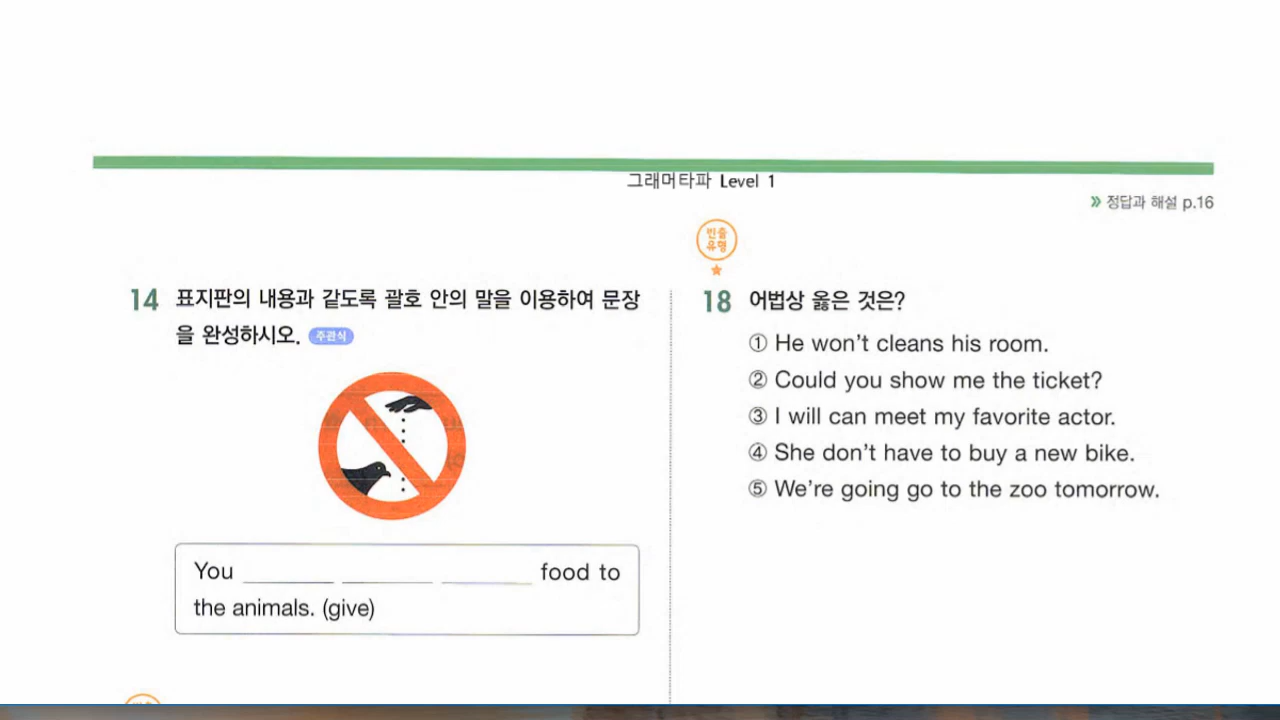 그래머타파 Level 1
» 정답과 해설 p.16
14 표지판의 내용과 같도록 괄호 안의 말을 이용하여 문장
을 완성하시오. 주관식
You ______ ______ ______ food to
the animals. (give)
빈출
유형
18 어법상 옳은 것은?
① He won't cleans his room.
② Could you show me the ticket?
③ I will can meet my favorite actor.
④ She don't have to buy a new bike.
⑤ We're going go to the zoo tomorrow.